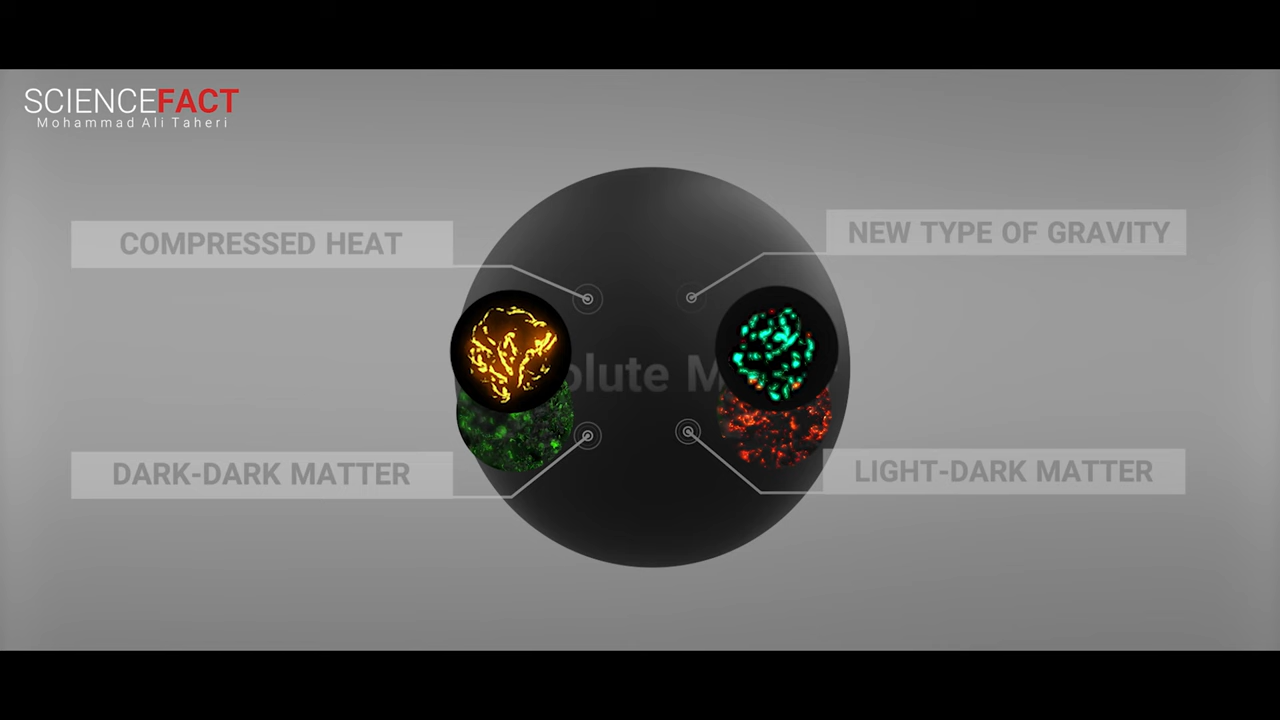 SCIENCEFACT
Mohammad Ali Taheri
COMPRESSED HEAT
NEW TYPE OF GRAVITY
DARK-DARK MATTER
LIGHT-DARK MATTER